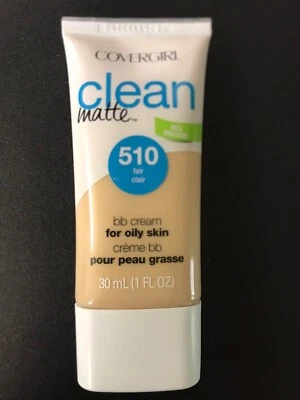 COVERGIRL
clean
matte™
510
fair
clair
bb cream
for oily skin
crème bb
pour peau grasse
30 mL (1 FL OZ)